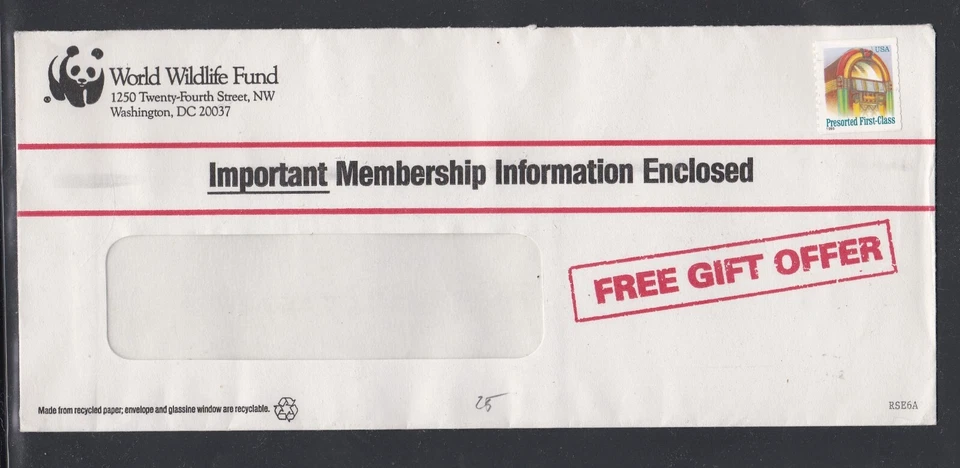 World Wildlife Fund
1250 Twenty-Fourth Street, NW
Washington, DC 20037
USA
Presorted First-Class
Important Membership Information Enclosed
FREE GIFT OFFER
Made from recycled paper; envelope and glassine window are recyclable.
25
RSE6A